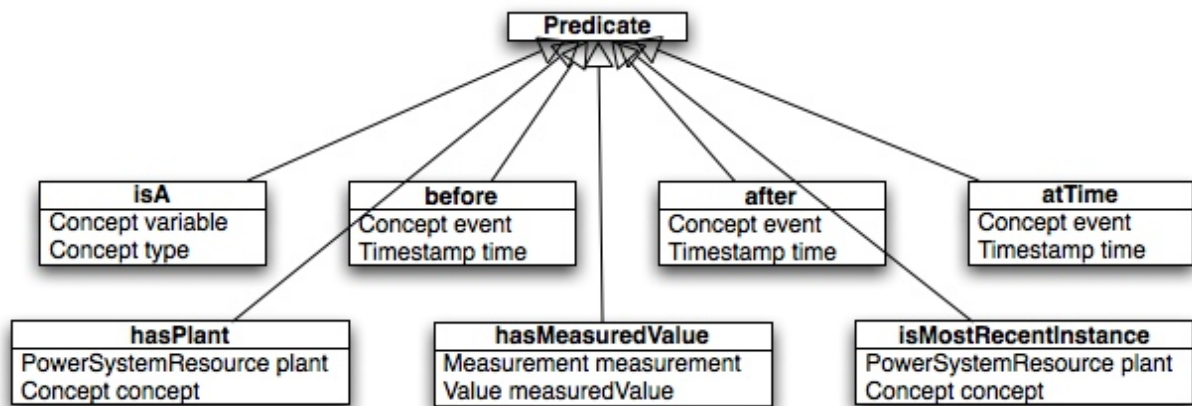 Predicate
isA
Concept variable
Concept type
before
Concept event
Timestamp time
after
Concept event
Timestamp time
atTime
Concept event
Timestamp time
hasPlant
PowerSystemResource plant
Concept concept
hasMeasuredValue
Measurement measurement
Value measuredValue
isMostRecentInstance
PowerSystemResource plant
Concept concept